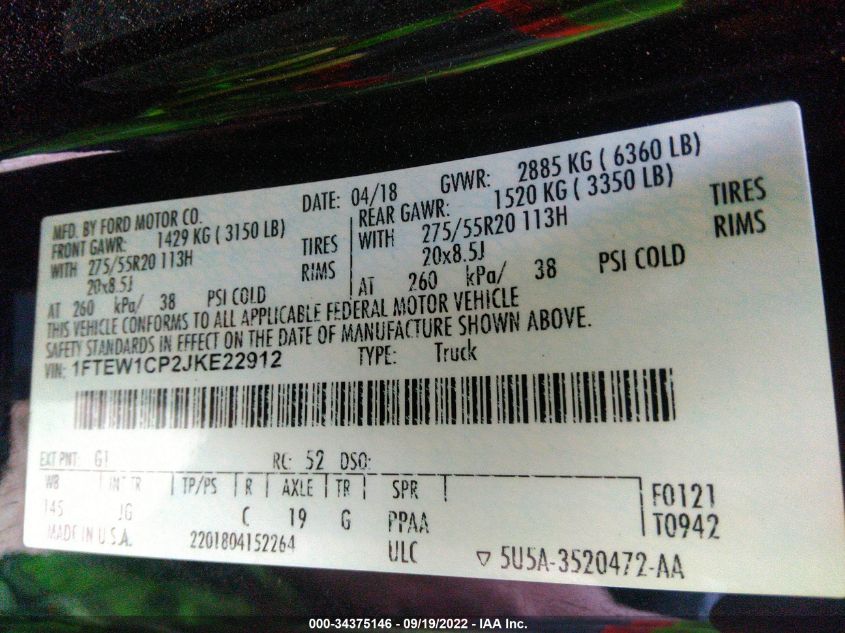 MFD. BY FORD MOTOR CO.
DATE: 04/18 GVWR: 2885 KG ( 6360 LB)
FRONT GAWR: 1429 KG ( 3150 LB)
REAR GAWR: 1520 KG ( 3350 LB)
WITH 275/55R20 113H TIRES
WITH 275/55R20 113H TIRES
20x8.5J RIMS
20x8.5J RIMS
AT 260 kPa/ 38 PSI COLD
AT 260 kPa/ 38 PSI COLD
THIS VEHICLE CONFORMS TO ALL APPLICABLE FEDERAL MOTOR VEHICLE
SAFETY STANDARDS IN EFFECT ON THE DATE OF MANUFACTURE SHOWN ABOVE.
VIN: 1FTEW1CP2JKE22912 TYPE: Truck
EXT PNT: G1 RC: 52 DSO:
WB INT TR TP/PS R AXLE TR SPR F0121
145 JG C 19 G PPAA T0942
MADE IN U.S.A. 2201804152264 ULC ▽ 5U5A-3520472-AA
000-34375146 - 09/19/2022 - IAA Inc.